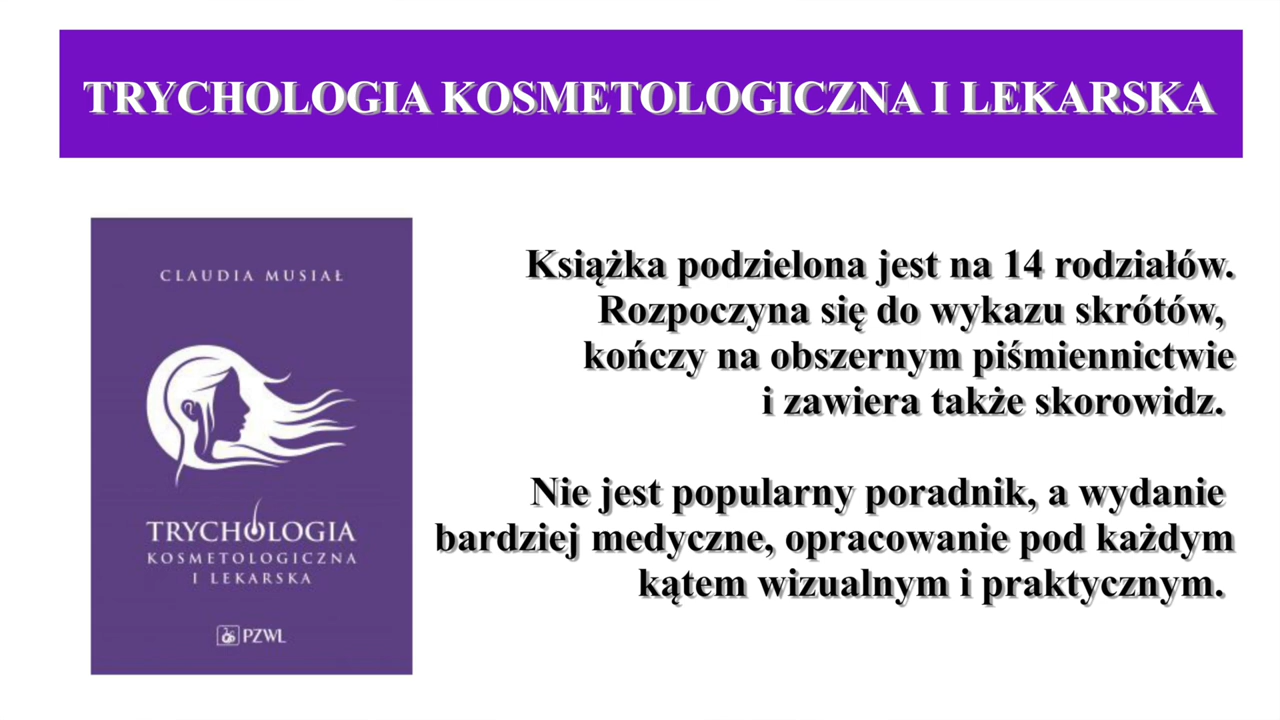 TRYCHOLOGIA KOSMETOLOGICZNA I LEKARSKA
CLAUDIA MUSIAŁ
TRYCHOLOGIA
KOSMETOLOGICZNA
I LEKARSKA
PZWL
Książka podzielona jest na 14 rodziałów.
Rozpoczyna się do wykazu skrótów,
kończy na obszernym piśmiennictwie
i zawiera także skorowidz.
Nie jest popularny poradnik, a wydanie
bardziej medyczne, opracowanie pod każdym
kątem wizualnym i praktycznym.